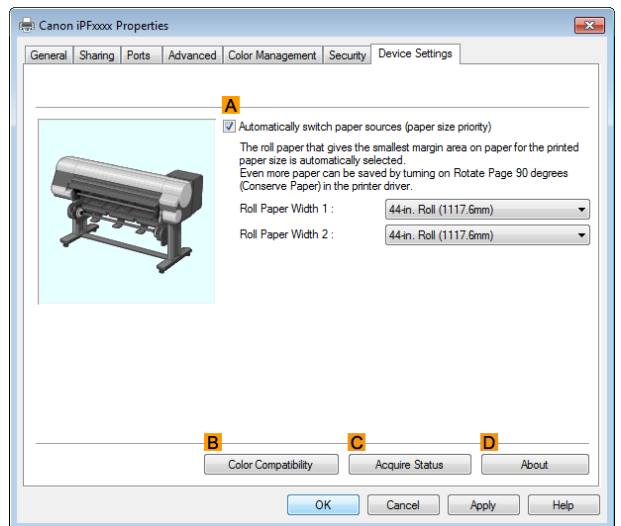 Canon iPFxxxx Properties
General Sharing Ports Advanced Color Management Security Device Settings
A
Automatically switch paper sources (paper size priority)
The roll paper that gives the smallest margin area on paper for the printed
paper size is automatically selected.
Even more paper can be saved by turning on Rotate Page 90 degrees
(Conserve Paper) in the printer driver.
Roll Paper Width 1 : 44-in. Roll (1117.6mm)
Roll Paper Width 2 : 44-in. Roll (1117.6mm)
B C D
Color Compatibility Acquire Status About
OK Cancel Apply Help